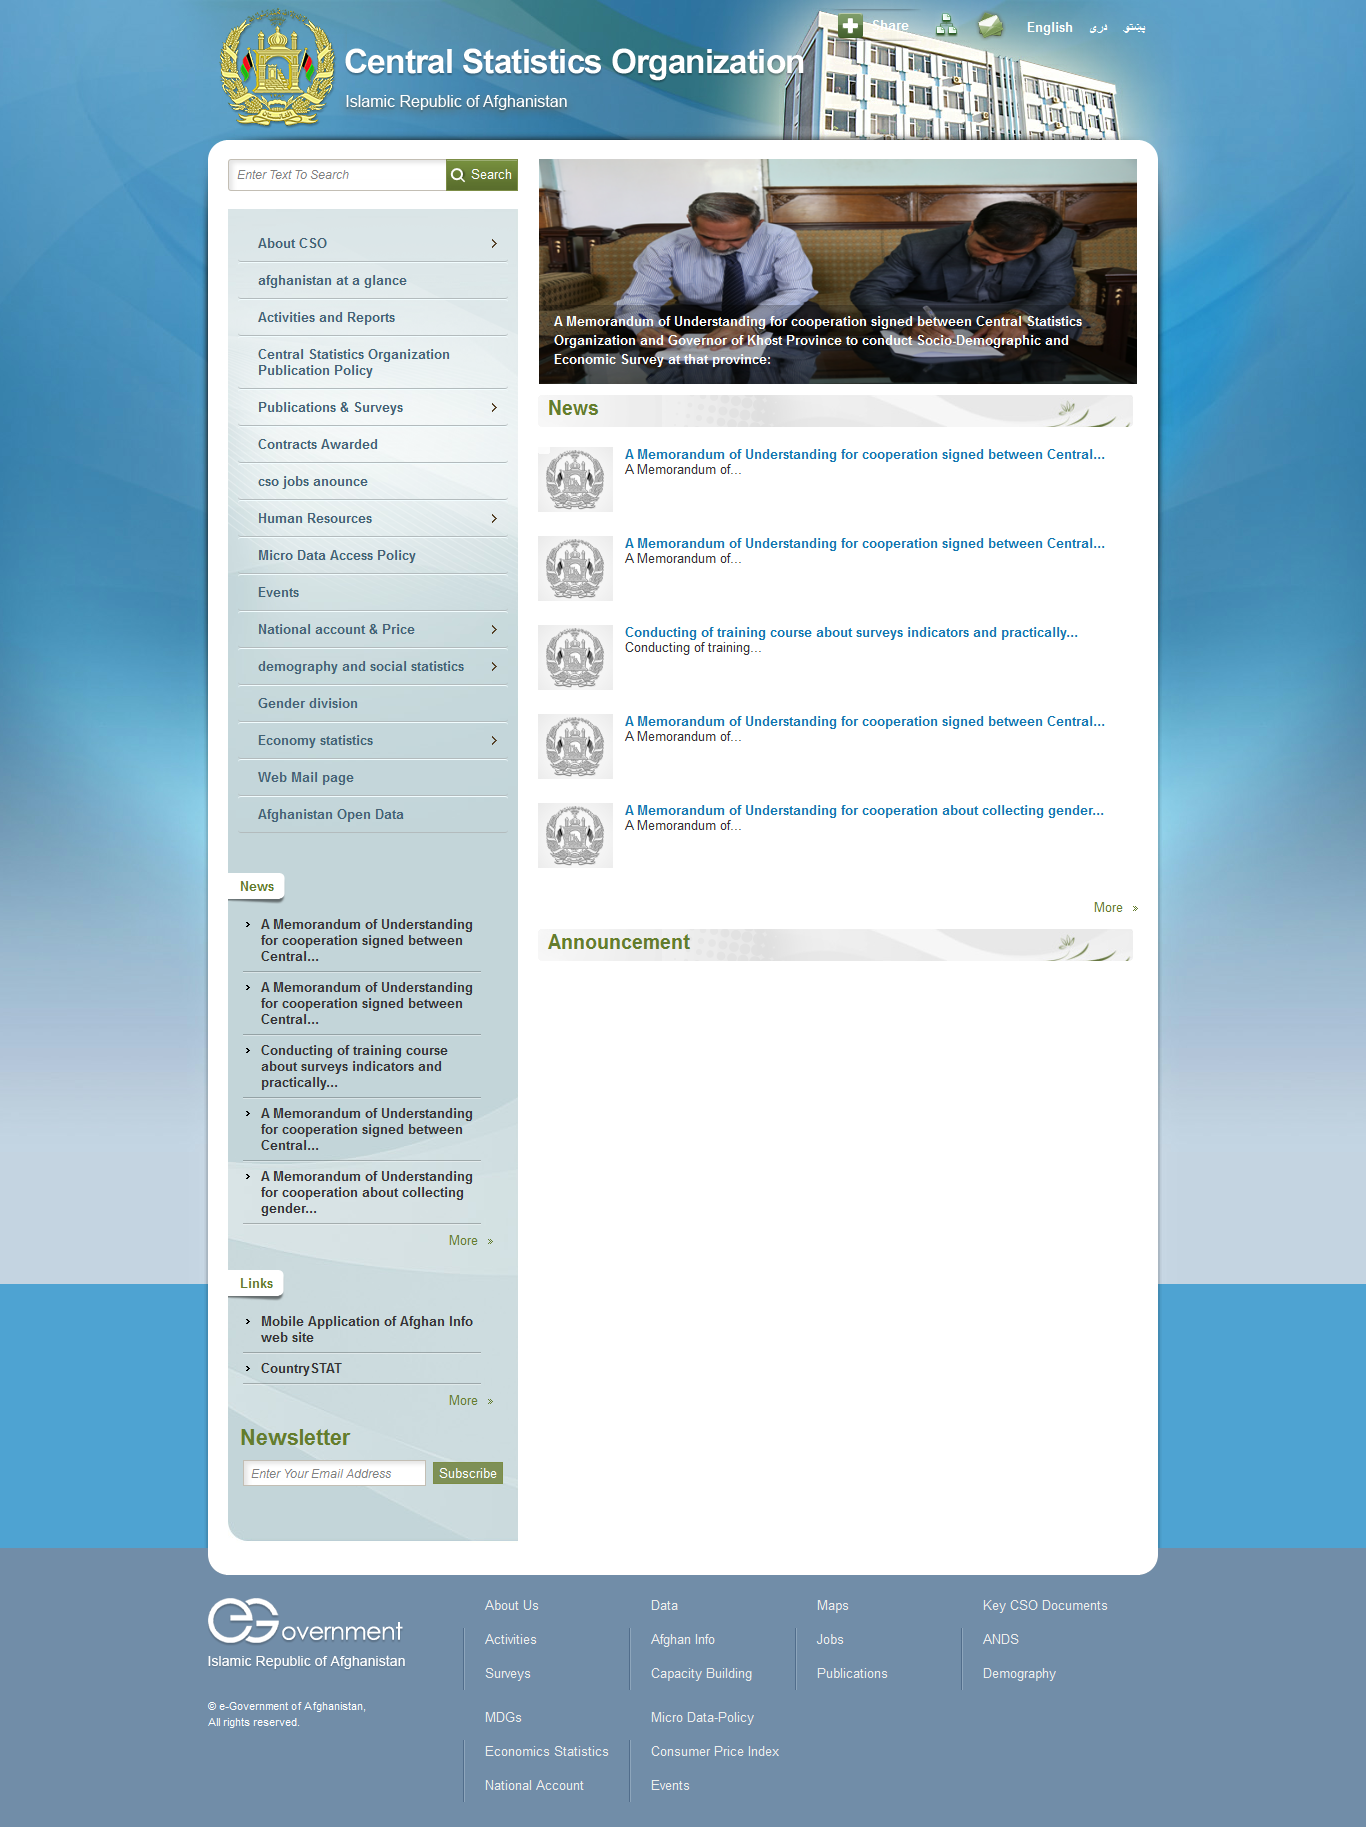 Central Statistics Organization
Islamic Republic of Afghanistan
Share
English
دری
پښتو
Enter Text To Search
Search
About CSO
afghanistan at a glance
Activities and Reports
Central Statistics Organization
Publication Policy
Publications & Surveys
Contracts Awarded
cso jobs anounce
Human Resources
Micro Data Access Policy
Events
National account & Price
demography and social statistics
Gender division
Economy statistics
Web Mail page
Afghanistan Open Data
News
A Memorandum of Understanding
for cooperation signed between
Central...
A Memorandum of Understanding
for cooperation signed between
Central...
Conducting of training course
about surveys indicators and
practically...
A Memorandum of Understanding
for cooperation signed between
Central...
A Memorandum of Understanding
for cooperation about collecting
gender...
More »
Links
Mobile Application of Afghan Info
web site
CountrySTAT
More »
Newsletter
Enter Your Email Address
Subscribe
A Memorandum of Understanding for cooperation signed between Central Statistics
Organization and Governor of Khost Province to conduct Socio-Demographic and
Economic Survey at that province:
News
A Memorandum of Understanding for cooperation signed between Central...
A Memorandum of...
A Memorandum of Understanding for cooperation signed between Central...
A Memorandum of...
Conducting of training course about surveys indicators and practically...
Conducting of training...
A Memorandum of Understanding for cooperation signed between Central...
A Memorandum of...
A Memorandum of Understanding for cooperation about collecting gender...
A Memorandum of...
More »
Announcement
eGovernment
Islamic Republic of Afghanistan
© e-Government of Afghanistan,
All rights reserved.
About Us
Activities
Surveys
Data
Afghan Info
Capacity Building
Maps
Jobs
Publications
Key CSO Documents
ANDS
Demography
MDGs
Economics Statistics
National Account
Micro Data-Policy
Consumer Price Index
Events